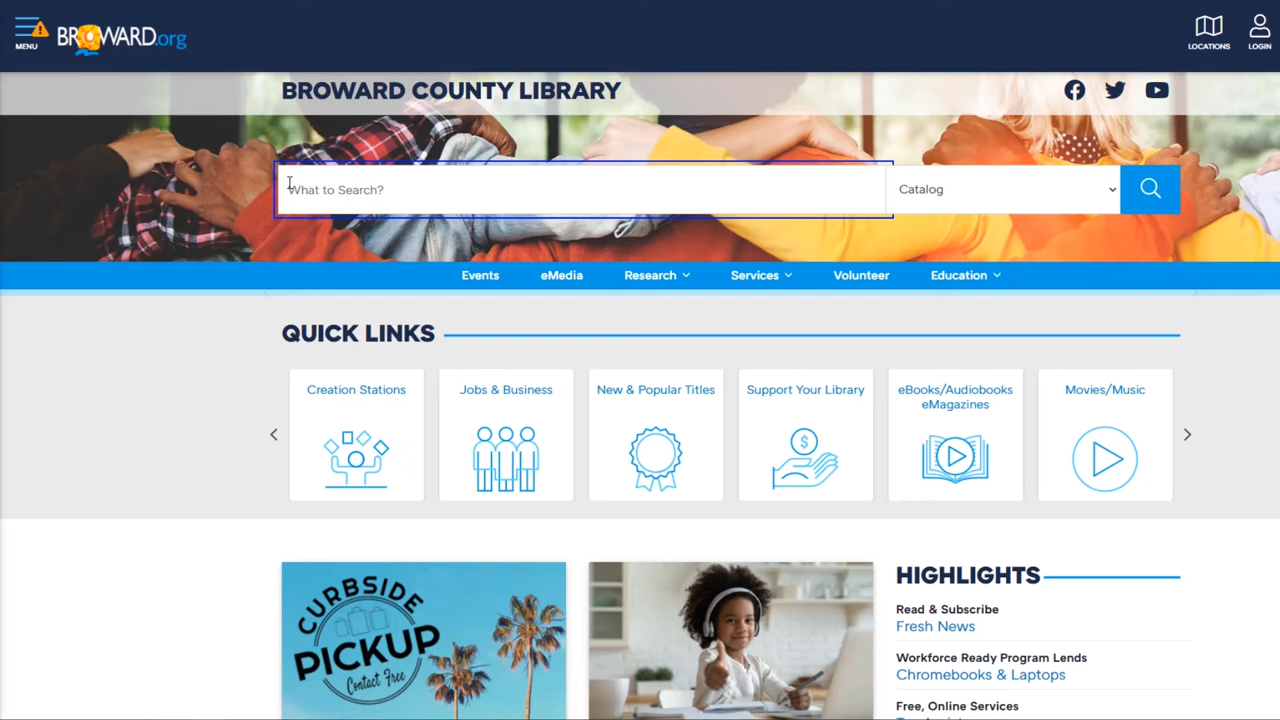 MENU
BROWARD.org
LOCATIONS
LOGIN
BROWARD COUNTY LIBRARY
What to Search?
Catalog
Events
eMedia
Research
Services
Volunteer
Education
QUICK LINKS
Creation Stations
Jobs & Business
New & Popular Titles
Support Your Library
eBooks/Audiobooks
eMagazines
Movies/Music
CURBSIDE
PICKUP
Contact Free
HIGHLIGHTS
Read & Subscribe
Fresh News
Workforce Ready Program Lends
Chromebooks & Laptops
Free, Online Services